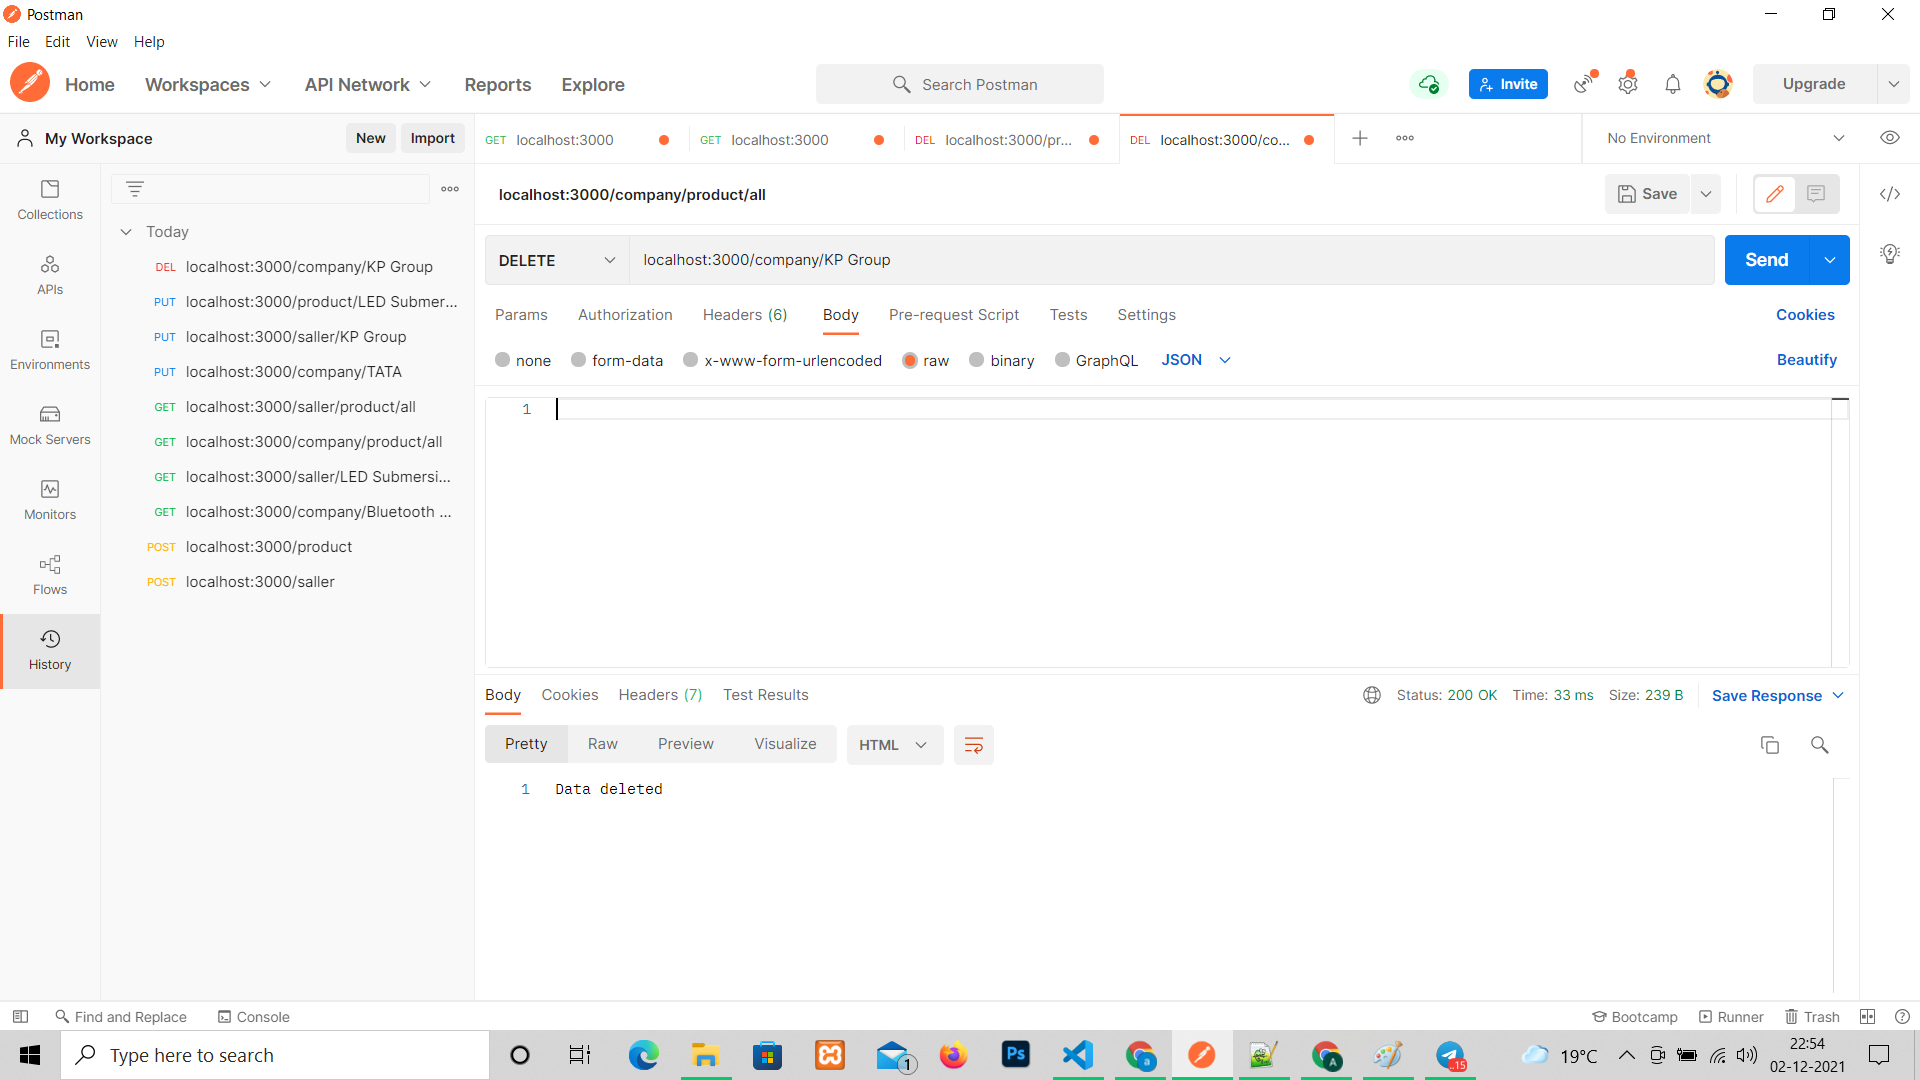 Postman
File Edit View Help
Home Workspaces API Network Reports Explore Search Postman Invite Upgrade
My Workspace New Import
GET localhost:3000 GET localhost:3000 DEL localhost:3000/pr... DEL localhost:3000/co... No Environment
Collections
APIs
Environments
Mock Servers
Monitors
Flows
History
Today
DEL localhost:3000/company/KP Group
PUT localhost:3000/product/LED Submer...
PUT localhost:3000/saller/KP Group
PUT localhost:3000/company/TATA
GET localhost:3000/saller/product/all
GET localhost:3000/company/product/all
GET localhost:3000/saller/LED Submersi...
GET localhost:3000/company/Bluetooth ...
POST localhost:3000/product
POST localhost:3000/saller
localhost:3000/company/product/all Save
DELETE localhost:3000/company/KP Group Send
Params Authorization Headers (6) Body Pre-request Script Tests Settings Cookies
none form-data x-www-form-urlencoded raw binary GraphQL JSON Beautify
1
Body Cookies Headers (7) Test Results Status: 200 OK Time: 33 ms Size: 239 B Save Response
Pretty Raw Preview Visualize HTML
1 Data deleted
Find and Replace Console Bootcamp Runner Trash
Type here to search Ps 1 a A 15 19°C 22:54
02-12-2021